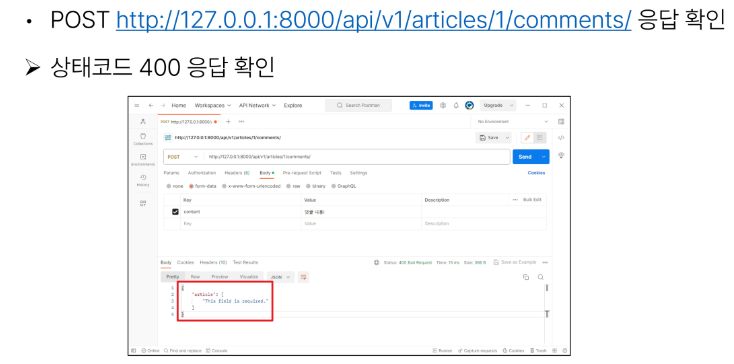 • POST http://127.0.0.1:8000/api/v1/articles/1/comments/ 응답 확인
➢ 상태코드 400 응답 확인
Home Workspaces API Network Explore Search Postman Invite Upgrade
POST http://127.0.0.1:8000/a No Environment
http://127.0.0.1:8000/api/v1/articles/1/comments/ Save
Collections
POST http://127.0.0.1:8000/api/v1/articles/1/comments/ Send
Environments
Params Authorization Headers (8) Body Pre-request Script Tests Settings Cookies
History
none form-data x-www-form-urlencoded raw binary GraphQL
Key Value Description Bulk Edit
content 댓글 내용
Key Value Description
Body Cookies Headers (10) Test Results Status: 400 Bad Request Save as Example
Pretty Raw Preview Visualize JSON
1 {
2 "article": [
3 "This field is required."
4 ]
5 }
Online Find and replace Console Runner Capture requests Cookies Trash